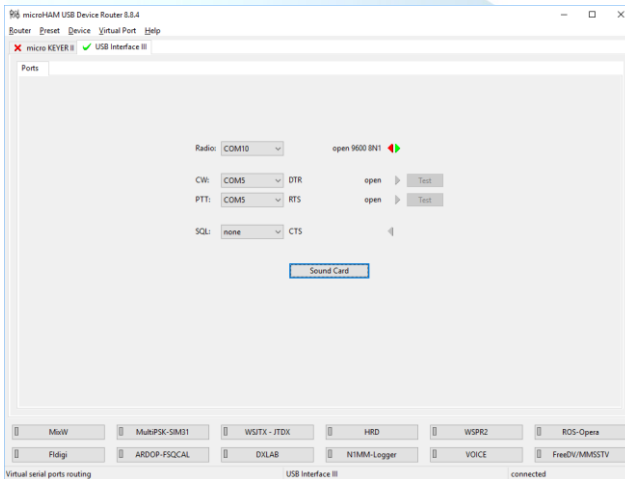 microHAM USB Device Router 8.8.4
Router Preset Device Virtual Port Help
micro KEYER II USB Interface III
Ports
Radio: COM10 open 9600 8N1
CW: COM5 DTR open Test
PTT: COM5 RTS open Test
SQL: none CTS
Sound Card
MixW MultiPSK-SIM31 WSJTX - JTDX HRD WSPR2 ROS-Opera
Fldigi ARDOP-FSQCAL DXLAB N1MM-Logger VOICE FreeDV/MMSSTV
Virtual serial ports routing USB Interface III connected